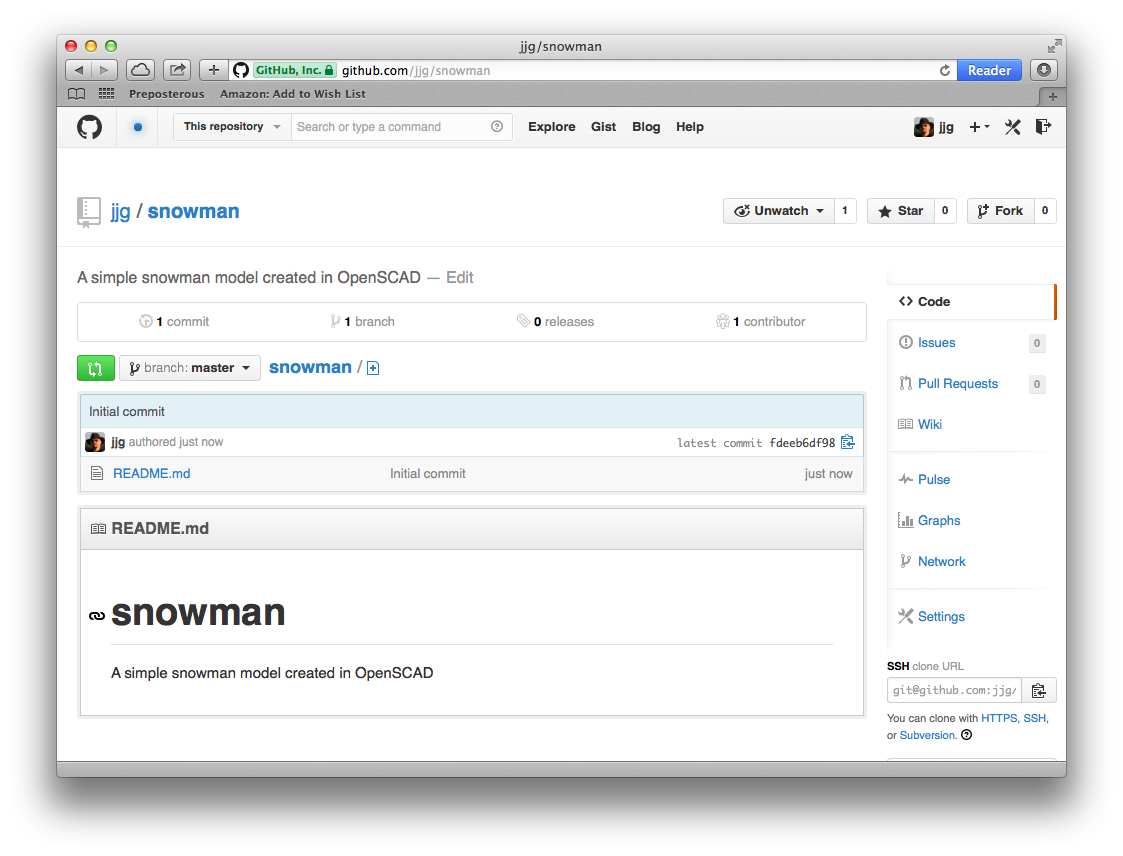 jjg/snowman
GitHub, Inc. github.com/jjg/snowman Reader
Preposterous Amazon: Add to Wish List
This repository Search or type a command Explore Gist Blog Help jjg
jjg / snowman Unwatch 1 Star 0 Fork 0
A simple snowman model created in OpenSCAD — Edit
1 commit 1 branch 0 releases 1 contributor
branch: master snowman /
Initial commit
jjg authored just now latest commit fdeeb6df98
README.md Initial commit just now
README.md
snowman
A simple snowman model created in OpenSCAD
Code
Issues 0
Pull Requests 0
Wiki
Pulse
Graphs
Network
Settings
SSH clone URL
git@github.com:jjg/
You can clone with HTTPS, SSH,
or Subversion.